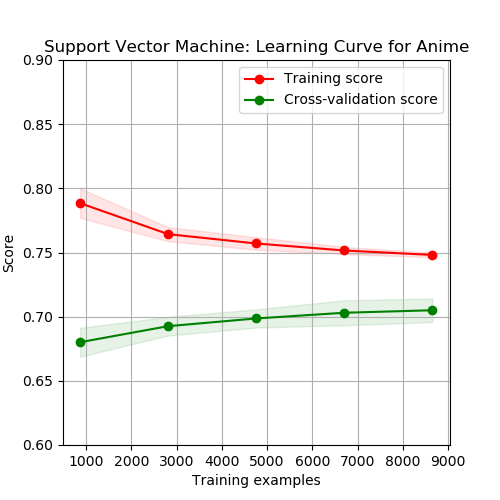 Support Vector Machine: Learning Curve for Anime
Training score
Cross-validation score
0.90
0.85
0.80
0.75
0.70
0.65
0.60
Score
1000 2000 3000 4000 5000 6000 7000 8000 9000
Training examples